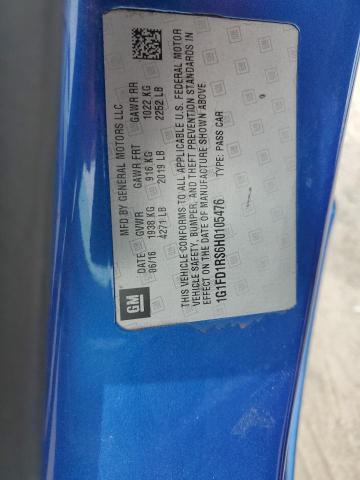 GM
MFD BY GENERAL MOTORS LLC
DATE GVWR GAWR FRT GAWR RR
06/16 1938 KG 916 KG 1022 KG
4271 LB 2019 LB 2252 LB
THIS VEHICLE CONFORMS TO ALL APPLICABLE U.S. FEDERAL MOTOR
VEHICLE SAFETY, BUMPER, AND THEFT PREVENTION STANDARDS IN
EFFECT ON THE DATE OF MANUFACTURE SHOWN ABOVE
1G1FD1RS6H0105476 TYPE: PASS CAR